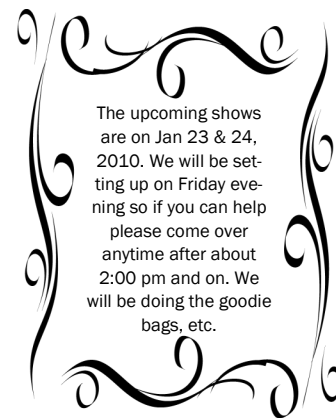 The upcoming shows
are on Jan 23 & 24,
2010. We will be set-
ting up on Friday eve-
ning so if you can help
please come over
anytime after about
2:00 pm and on. We
will be doing the goodie
bags, etc.